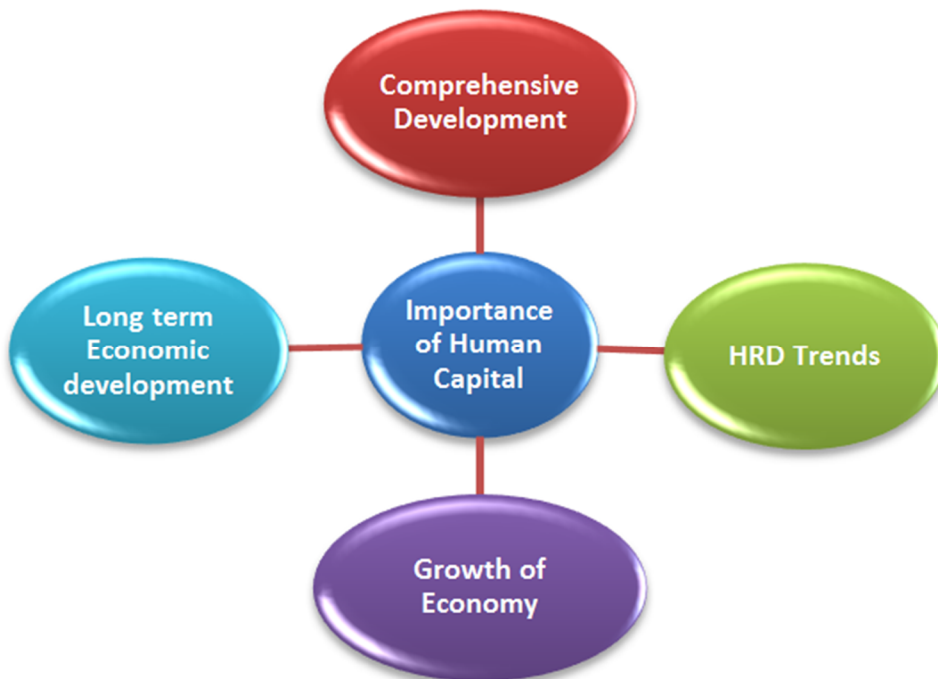 Comprehensive
Development
Long term
Economic
development
Importance
of Human
Capital
HRD Trends
Growth of
Economy